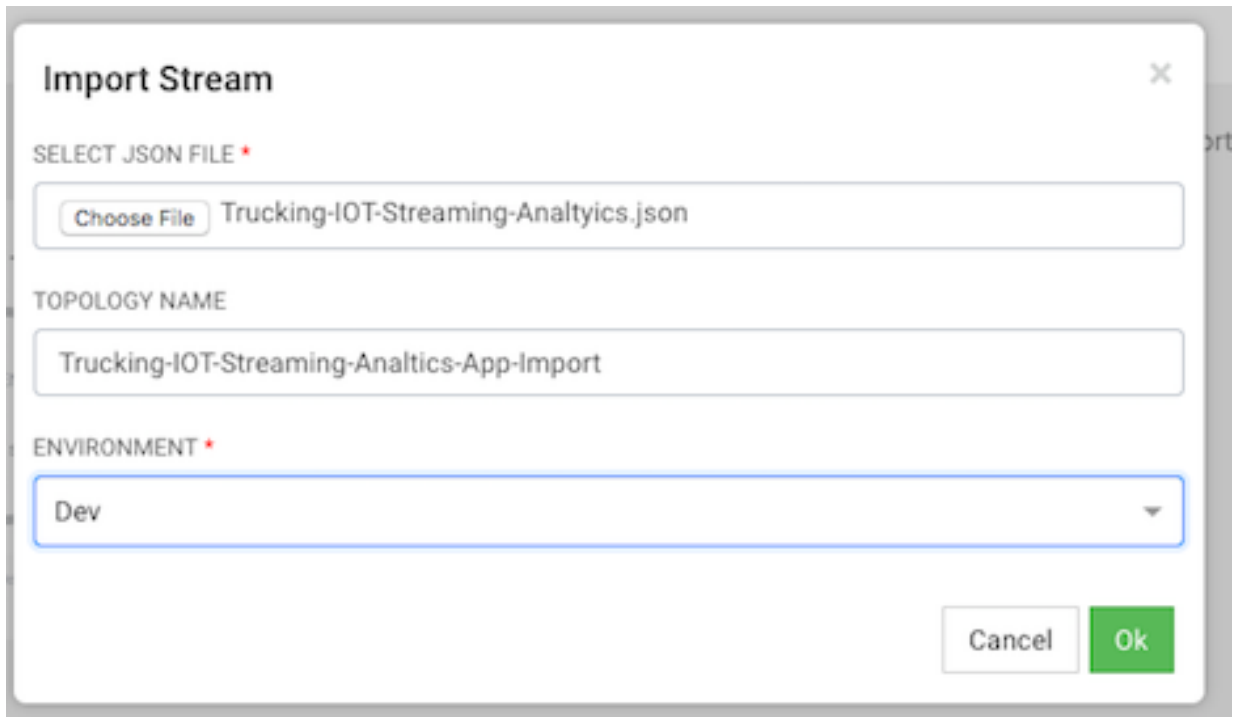 Import Stream
×
SELECT JSON FILE *
Choose File Trucking-IOT-Streaming-Analtyics.json
TOPOLOGY NAME
Trucking-IOT-Streaming-Analtics-App-Import
ENVIRONMENT *
Dev
Cancel Ok